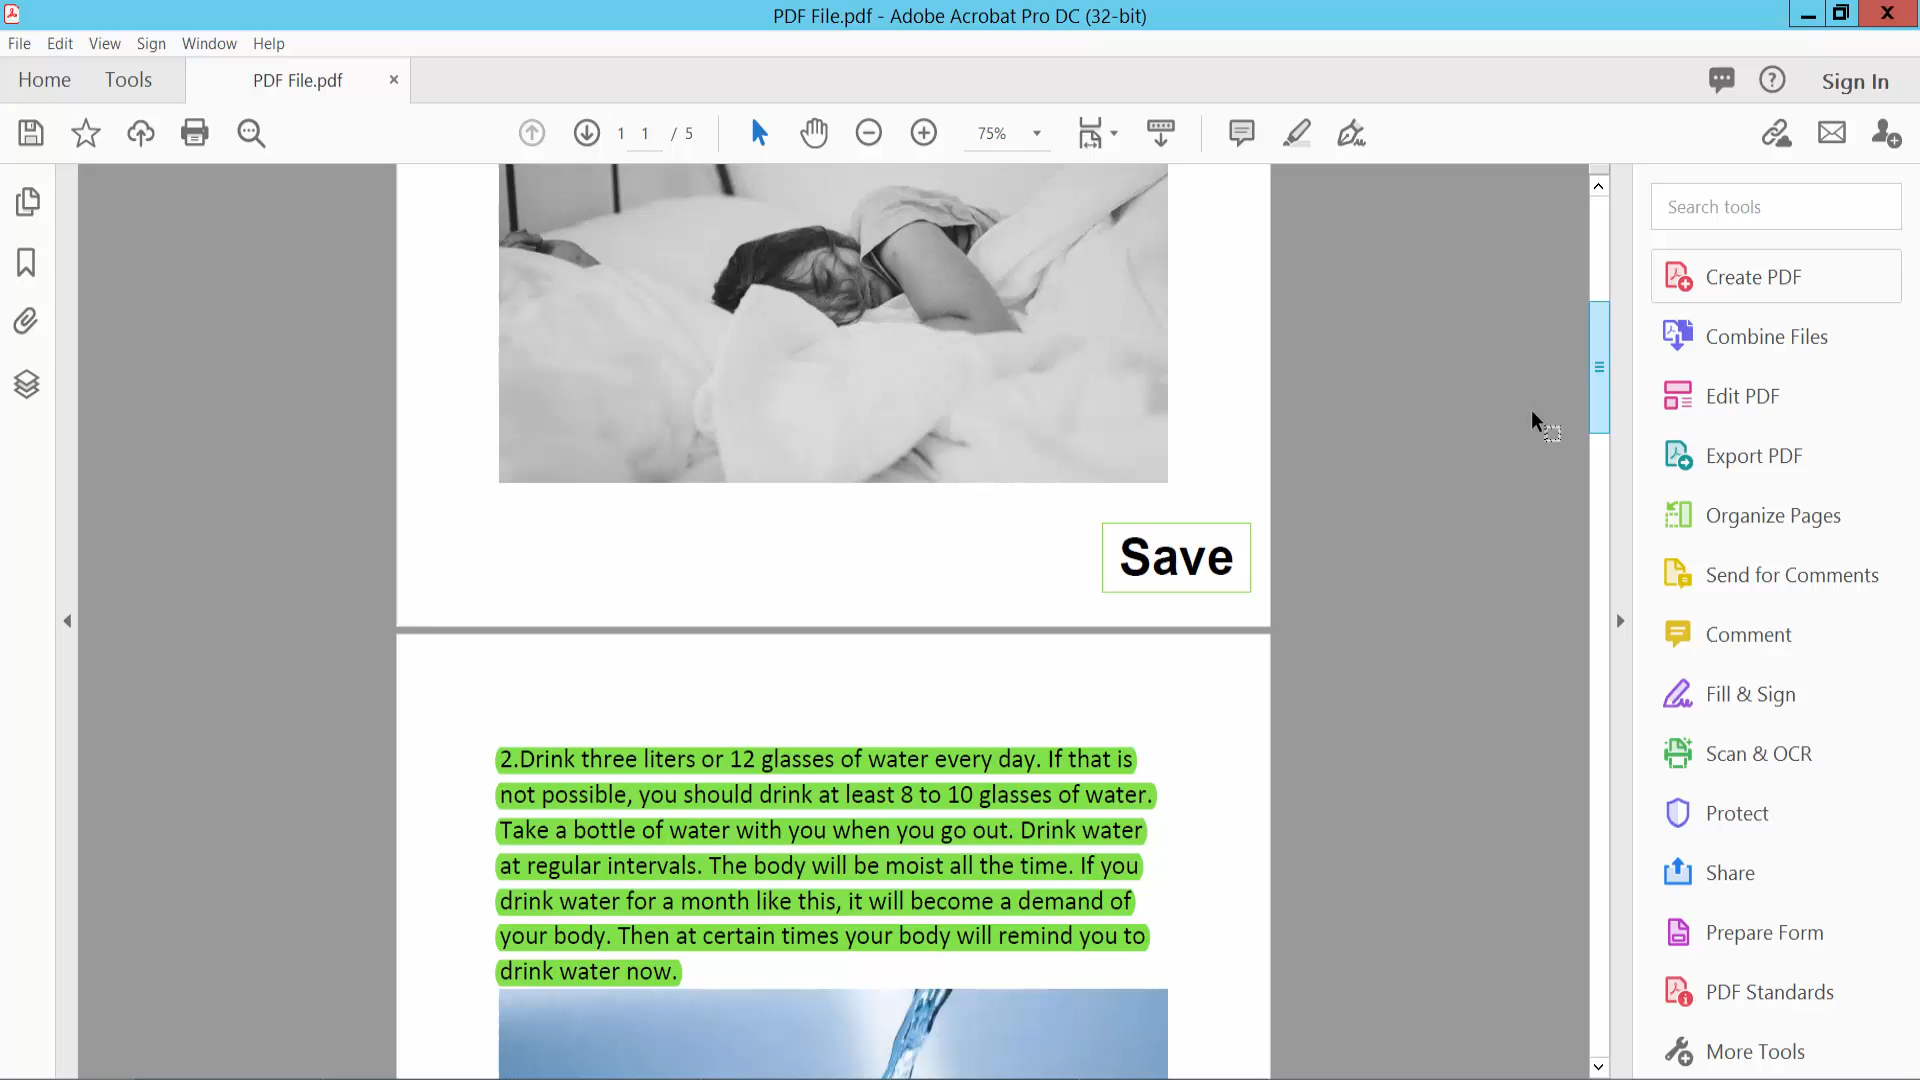 PDF File.pdf - Adobe Acrobat Pro DC (32-bit)
File Edit View Sign Window Help
Home Tools PDF File.pdf × Sign In
1 1 / 5 75%
Search tools
Create PDF
Combine Files
Edit PDF
Export PDF
Organize Pages
Send for Comments
Comment
Fill & Sign
Scan & OCR
Protect
Share
Prepare Form
PDF Standards
More Tools
Save
2.Drink three liters or 12 glasses of water every day. If that is
not possible, you should drink at least 8 to 10 glasses of water.
Take a bottle of water with you when you go out. Drink water
at regular intervals. The body will be moist all the time. If you
drink water for a month like this, it will become a demand of
your body. Then at certain times your body will remind you to
drink water now.